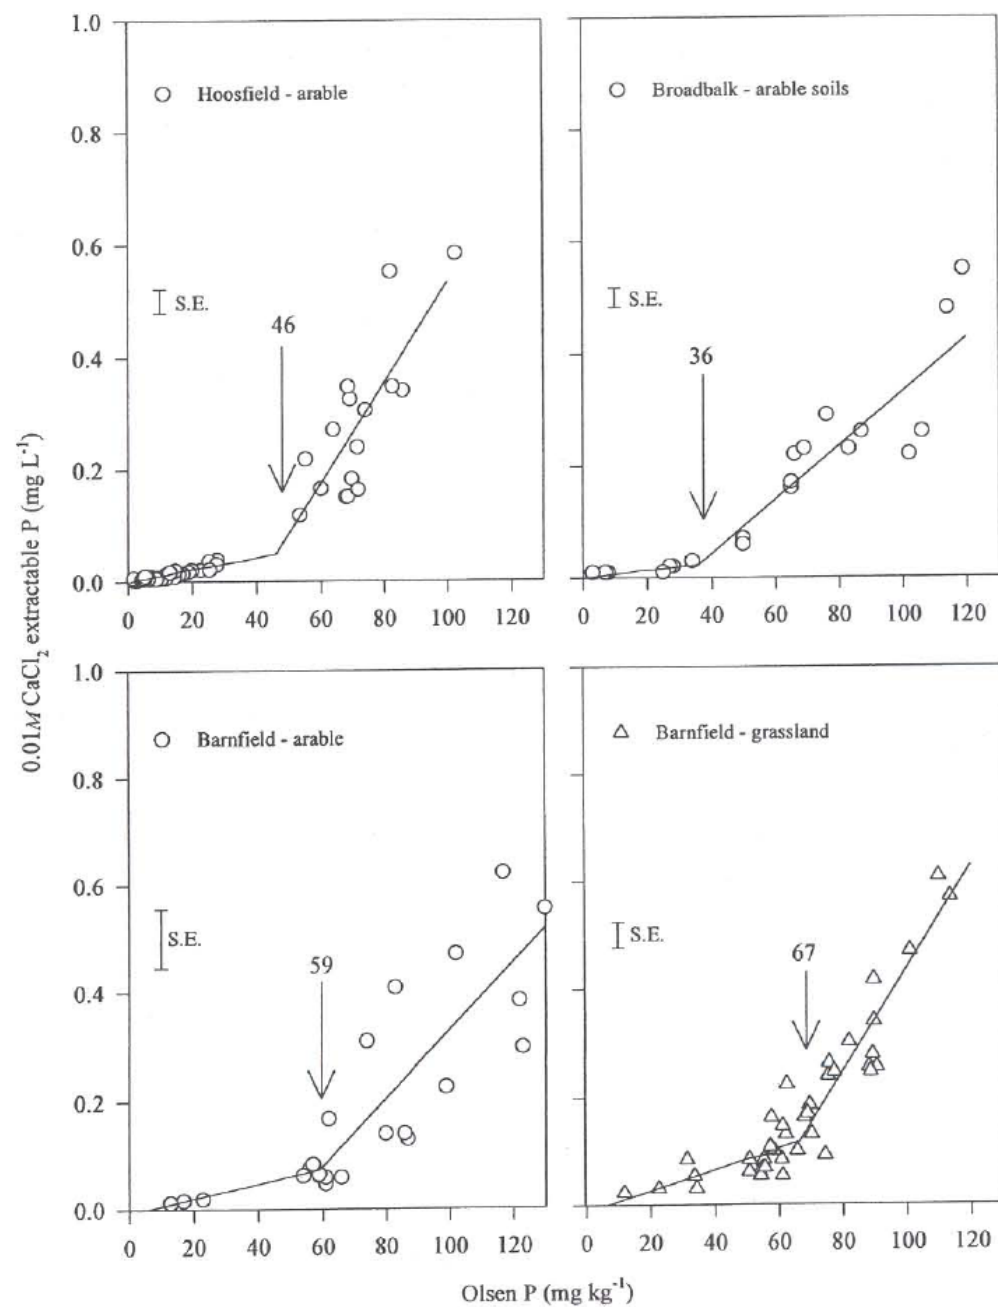 1.0
0.8
0.6
0.4
0.2
0.0
Hoosfield - arable
S.E.
46
0 20 40 60 80 100 120
Broadbalk - arable soils
S.E.
36
0 20 40 60 80 100 120
0.01M CaCl₂ extractable P (mg L⁻¹)
1.0
0.8
0.6
0.4
0.2
0.0
Barnfield - arable
S.E.
59
0 20 40 60 80 100 120
Barnfield - grassland
S.E.
67
0 20 40 60 80 100 120
Olsen P (mg kg⁻¹)